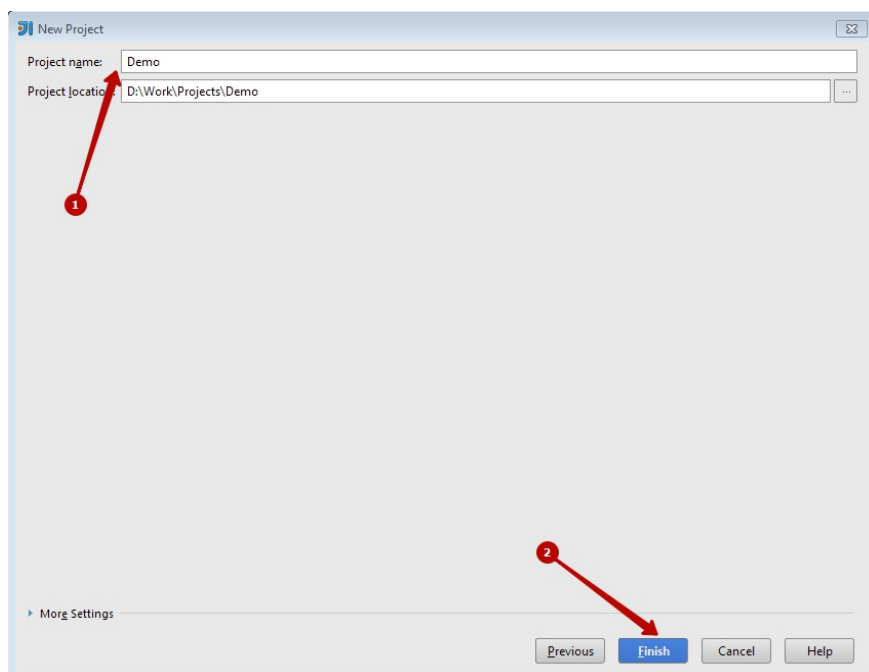 New Project
Project name: Demo
Project location: D:\Work\Projects\Demo ...
1
2
More Settings
Previous Finish Cancel Help